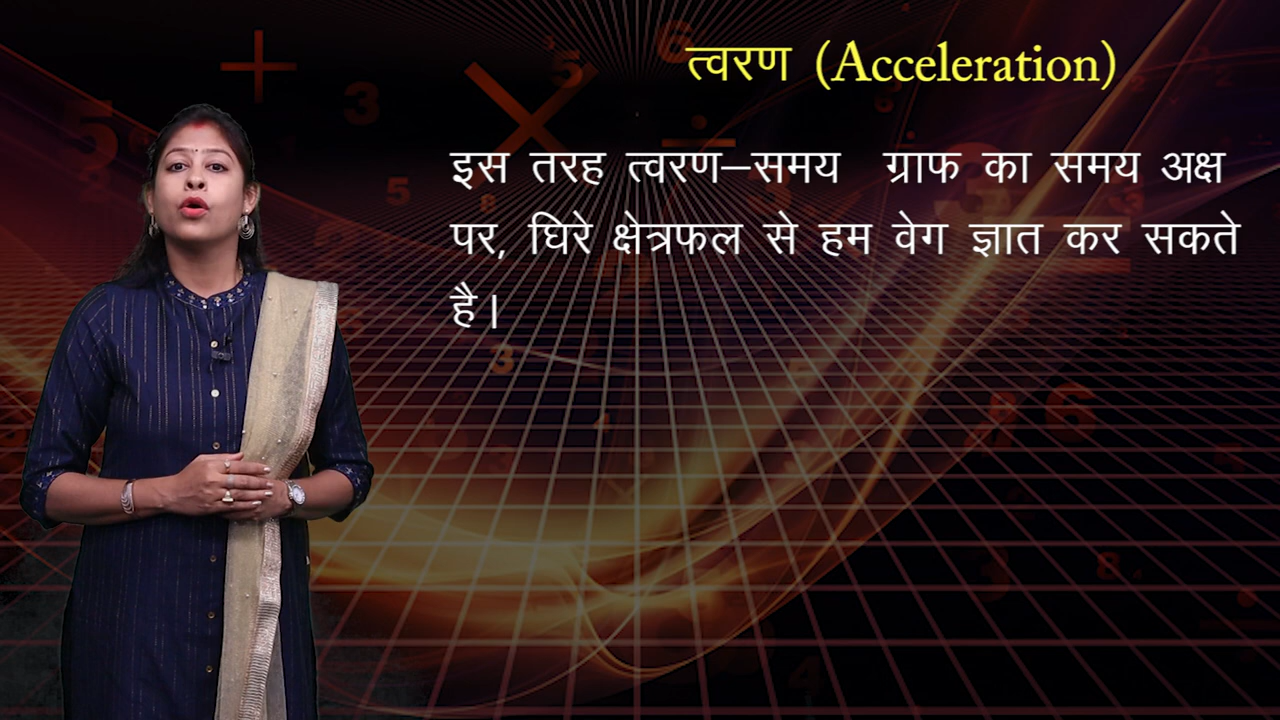 त्वरण (Acceleration)
इस तरह त्वरण–समय ग्राफ का समय अक्ष
पर, घिरे क्षेत्रफल से हम वेग ज्ञात कर सकते
है।